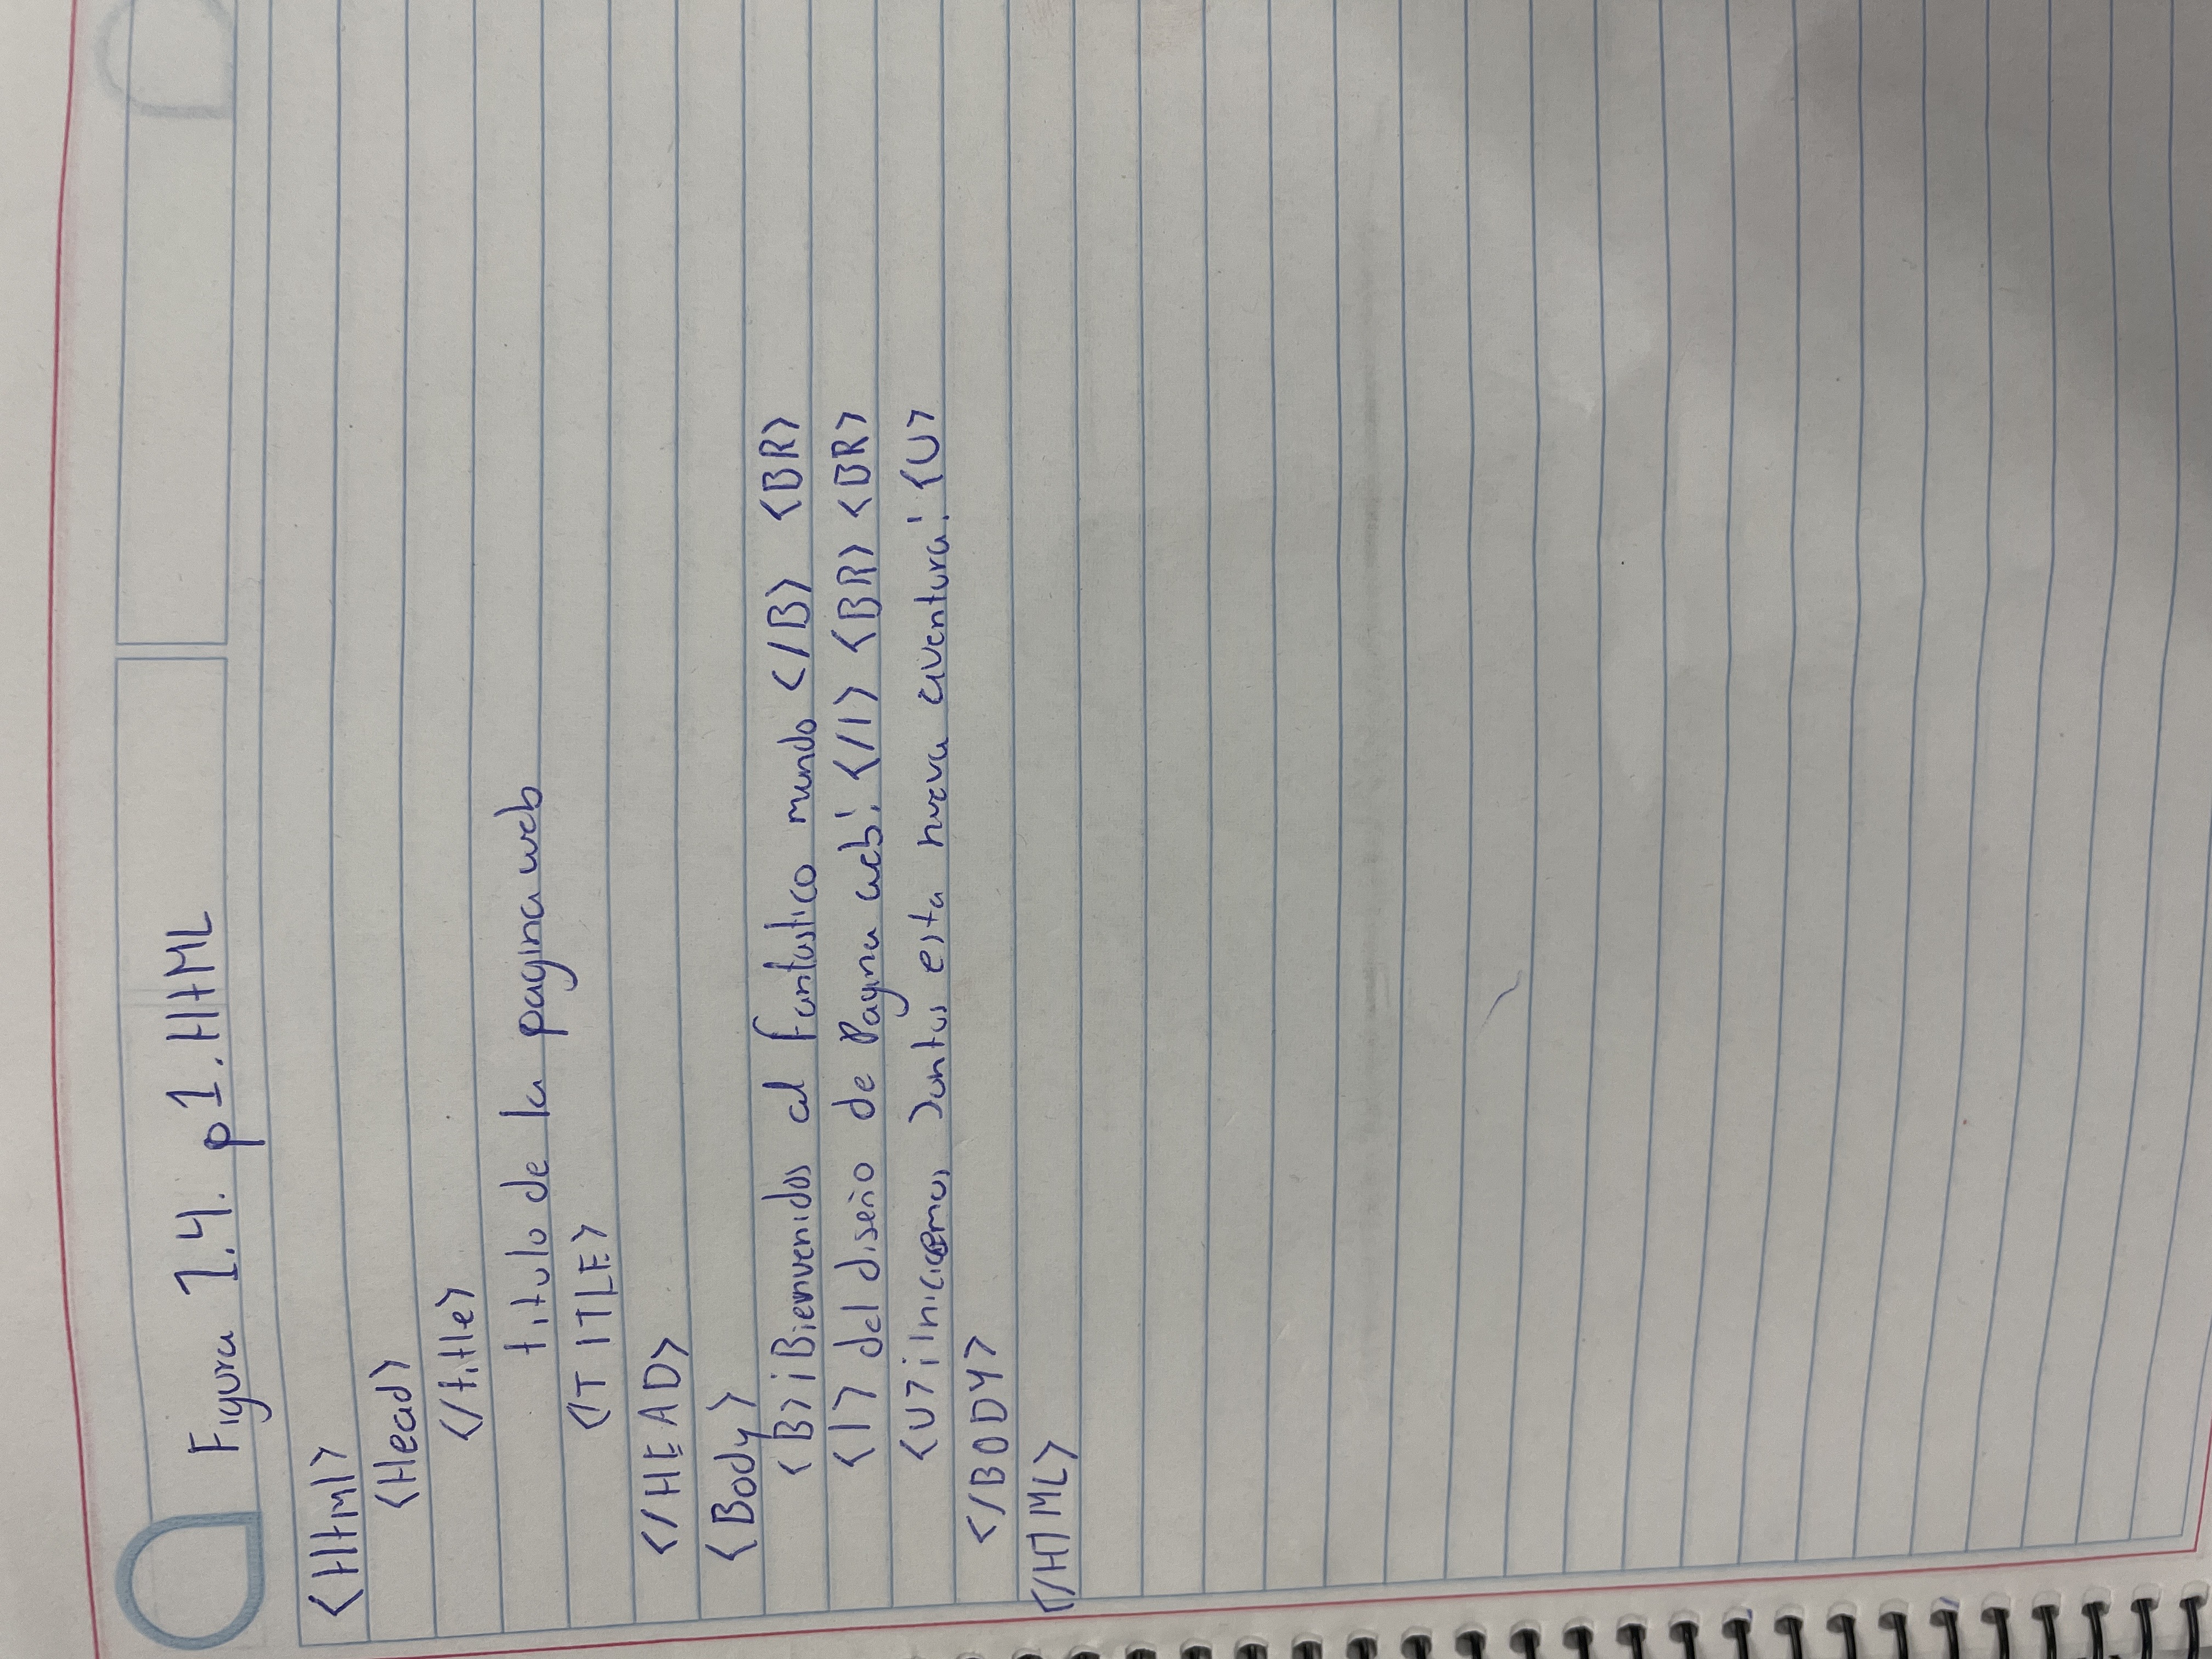 Figura 1.4. p1.HtML
<Html>
<Head>
</title>
titulo de la pagina web
</TITLE>
</HEAD>
<Body>
<B>¡Bienvenidos al fantastico mundo </B> <BR>
<I> del diseño de Pagina web! </I> <BR> <BR>
<U>¡Iniciemos Juntos esta nueva aventura! <U>
</BODY>
</HTML>